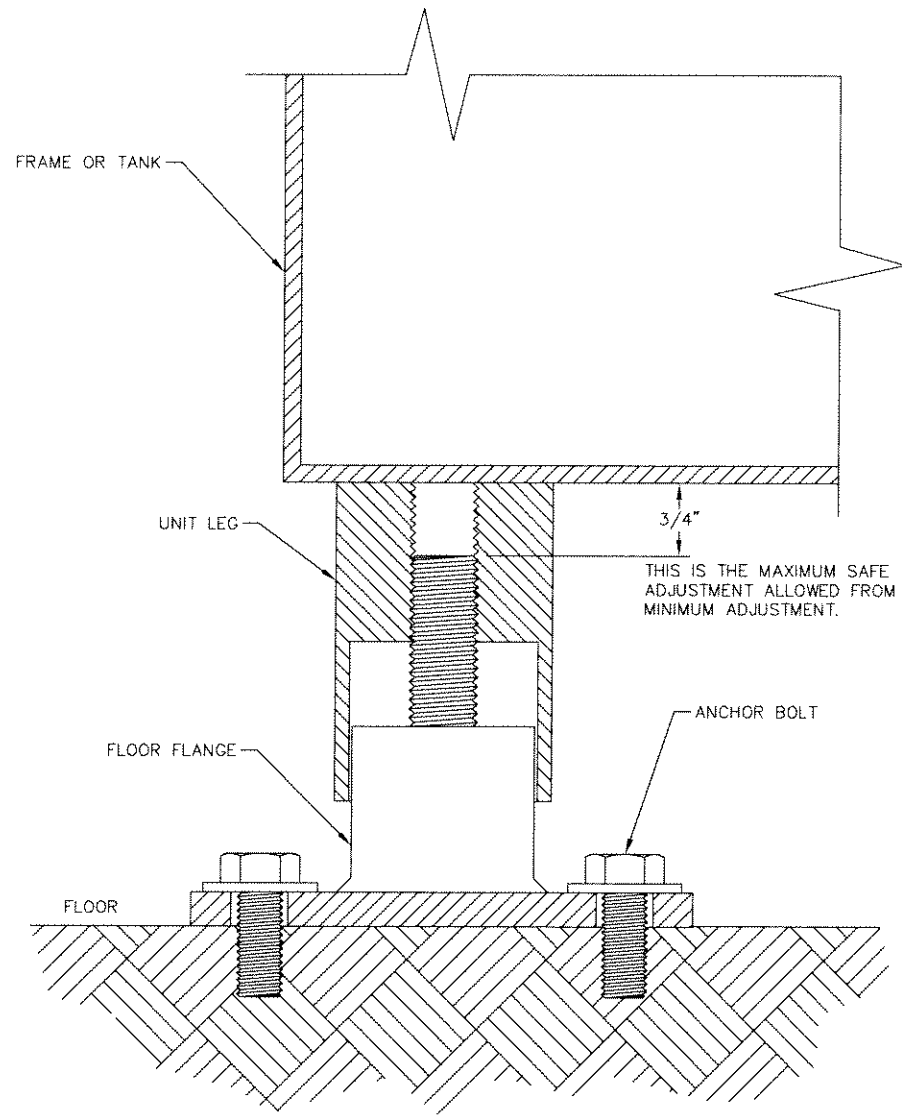 FRAME OR TANK
UNIT LEG
3/4"
THIS IS THE MAXIMUM SAFE
ADJUSTMENT ALLOWED FROM
MINIMUM ADJUSTMENT.
ANCHOR BOLT
FLOOR FLANGE
FLOOR